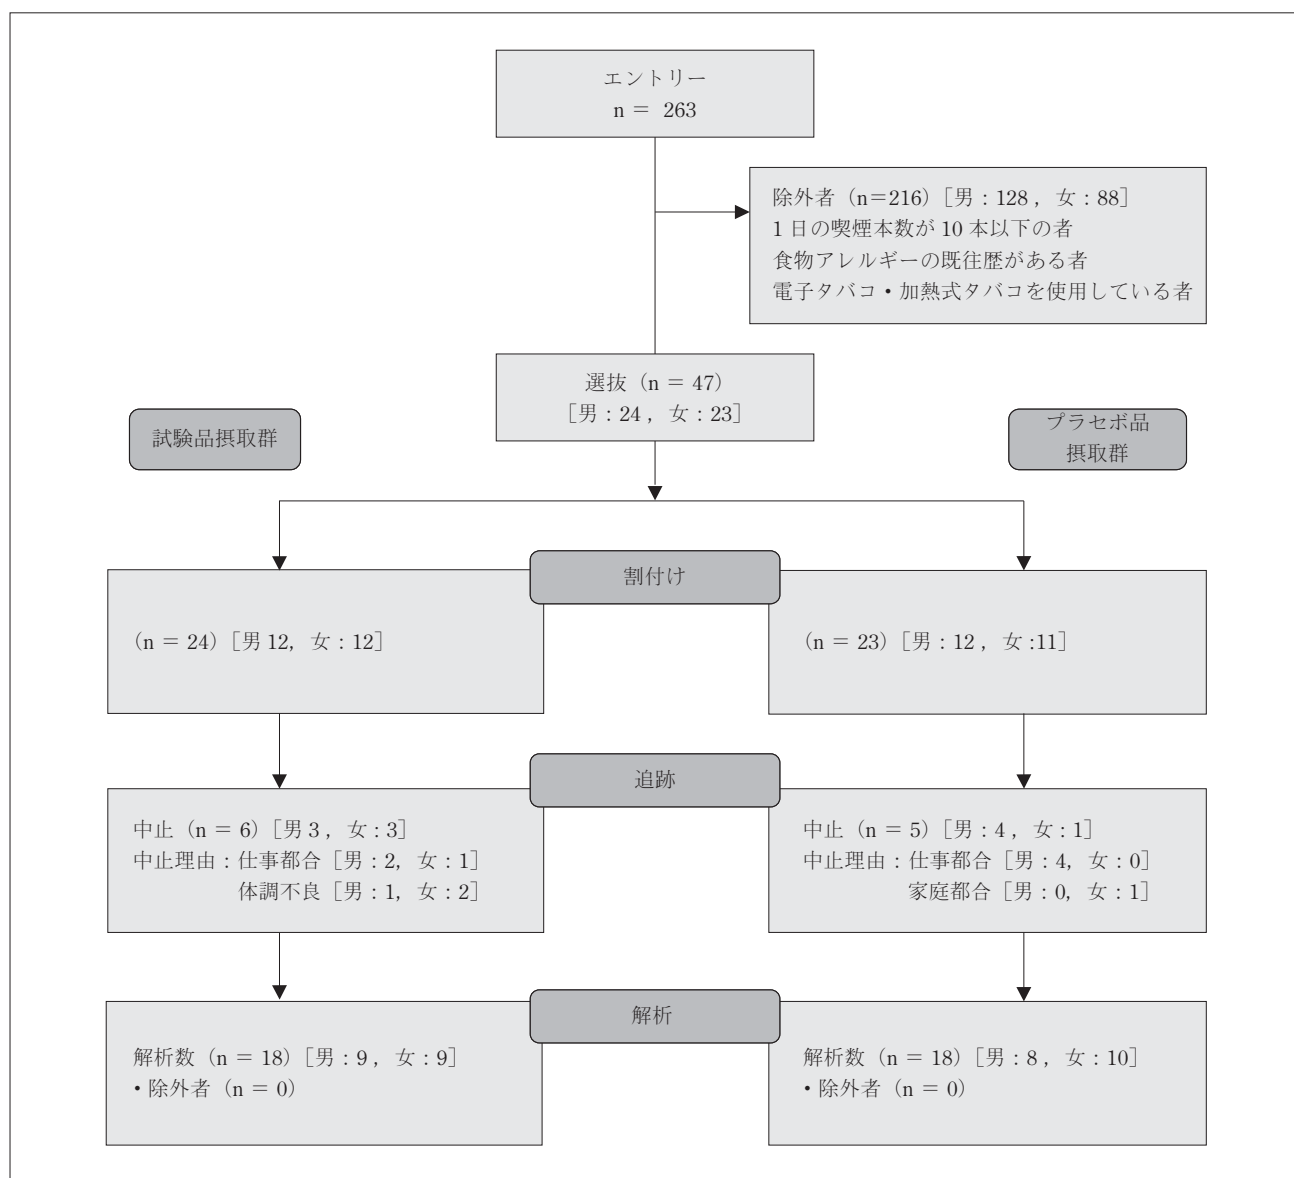 エントリー
n = 263
除外者（n＝216）［男：128 , 女：88］
1 日の喫煙本数が 10 本以下の者
食物アレルギーの既往歴がある者
電子タバコ・加熱式タバコを使用している者
選抜（n = 47）
［男：24 , 女：23］
試験品摂取群
プラセボ品
摂取群
割付け
（n = 24）［男 12, 女：12］
（n = 23）［男：12 , 女 :11］
追跡
中止（n = 6）［男 3 , 女：3］
中止理由：仕事都合［男：2, 女：1］
体調不良［男：1, 女：2］
中止（n = 5）［男：4 , 女：1］
中止理由：仕事都合［男：4, 女：0］
家庭都合［男：0, 女：1］
解析
解析数（n = 18）［男：9 , 女：9］
・除外者（n = 0）
解析数（n = 18）［男：8 , 女：10］
・除外者（n = 0）